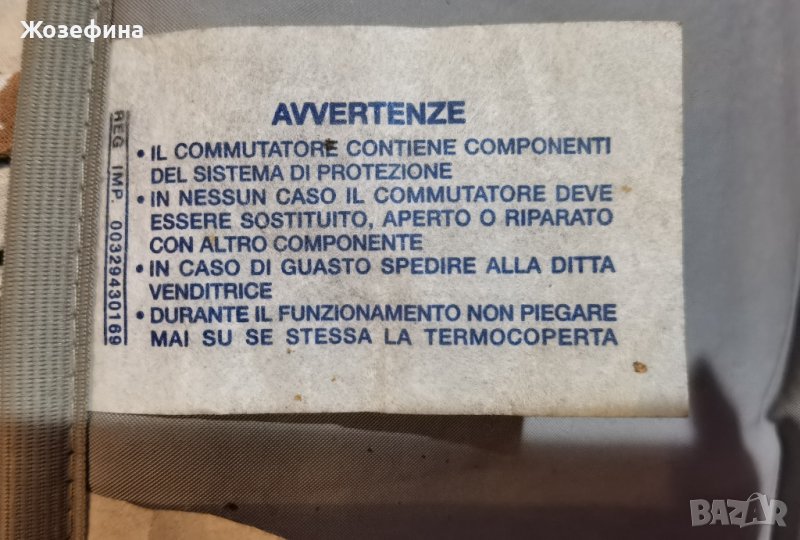 Жозефина
AVVERTENZE
• IL COMMUTATORE CONTIENE COMPONENTI
DEL SISTEMA DI PROTEZIONE
• IN NESSUN CASO IL COMMUTATORE DEVE
ESSERE SOSTITUITO, APERTO O RIPARATO
CON ALTRO COMPONENTE
• IN CASO DI GUASTO SPEDIRE ALLA DITTA
VENDITRICE
• DURANTE IL FUNZIONAMENTO NON PIEGARE
MAI SU SE STESSA LA TERMOCOPERTA
REG IMP. 00329430169
BAZAR